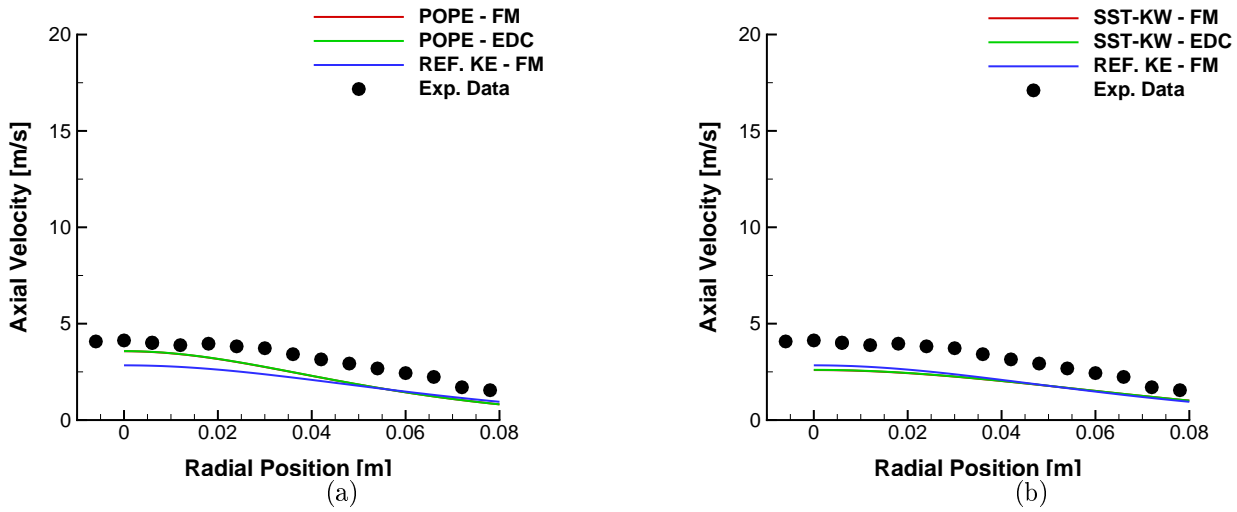 POPE - FM
POPE - EDC
REF. KE - FM
Exp. Data
20
15
10
5
0
Axial Velocity [m/s]
0 0.02 0.04 0.06 0.08
Radial Position [m]
(a)
SST-KW - FM
SST-KW - EDC
REF. KE - FM
Exp. Data
20
15
10
5
0
Axial Velocity [m/s]
0 0.02 0.04 0.06 0.08
Radial Position [m]
(b)